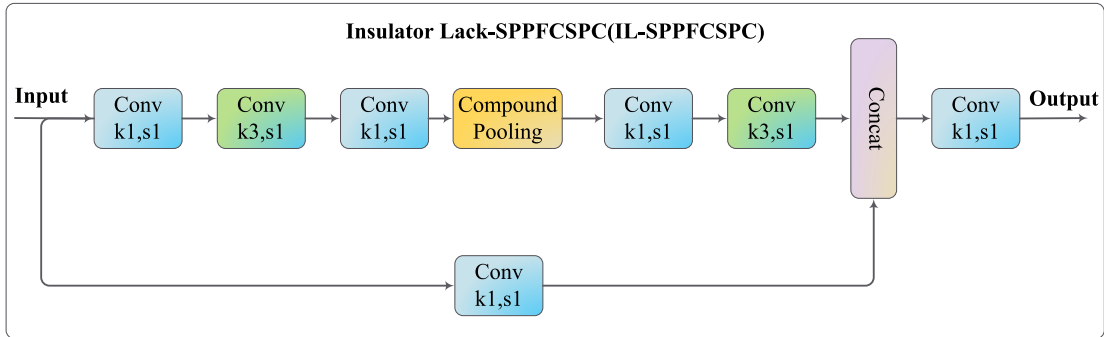 Insulator Lack-SPPFCSPC(IL-SPPFCSPC)
Input
Conv
k1,s1
Conv
k3,s1
Conv
k1,s1
Compound
Pooling
Conv
k1,s1
Conv
k3,s1
Concat
Conv
k1,s1
Output
Conv
k1,s1